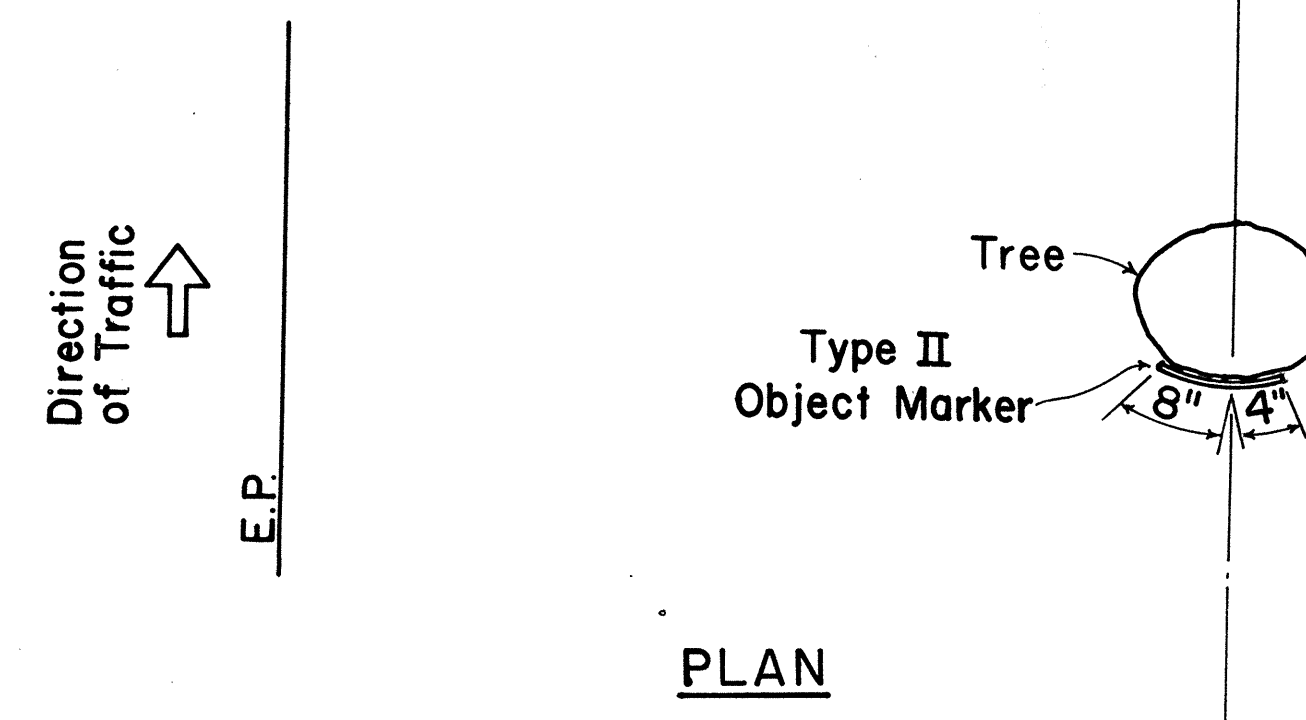 Direction
of Traffic
E.P.
Tree
Type II
Object Marker
8" 4"
PLAN